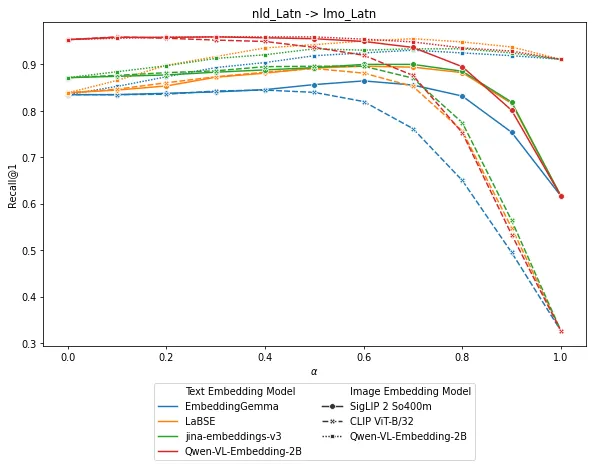 nld_Latn -> lmo_Latn
Recall@1
0.9
0.8
0.7
0.6
0.5
0.4
0.3
0.0
0.2
0.4
0.6
0.8
1.0
α
Text Embedding Model
EmbeddingGemma
LaBSE
jina-embeddings-v3
Qwen-VL-Embedding-2B
Image Embedding Model
SigLIP 2 So400m
CLIP ViT-B/32
Qwen-VL-Embedding-2B